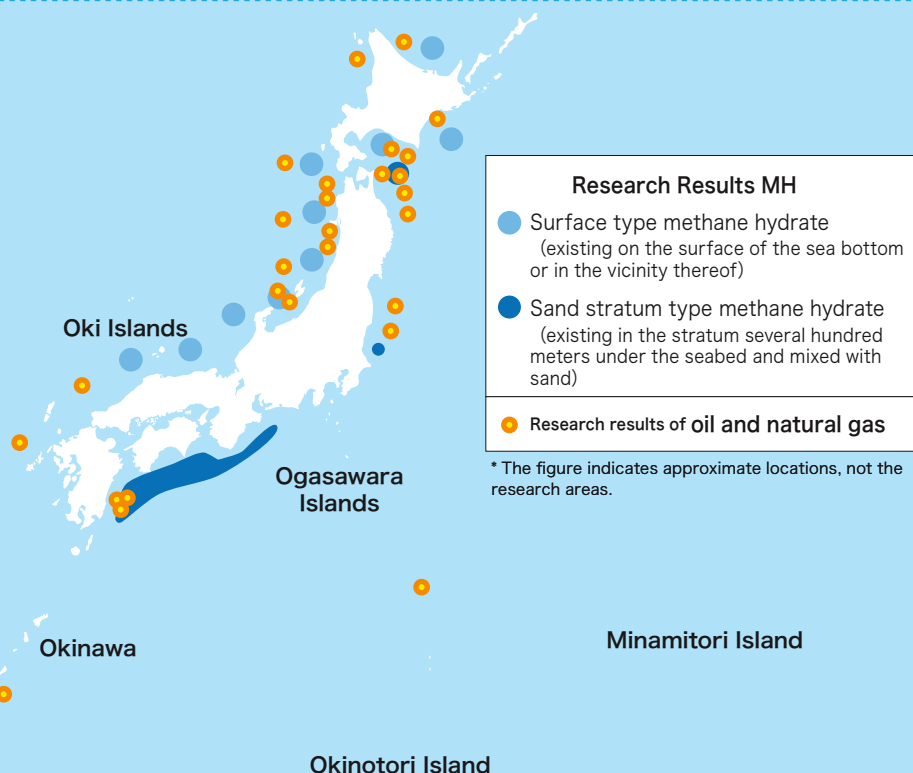 Research Results MH
Surface type methane hydrate
（existing on the surface of the sea bottom
or in the vicinity thereof）
Sand stratum type methane hydrate
（existing in the stratum several hundred
meters under the seabed and mixed with
sand）
Research results of oil and natural gas
* The figure indicates approximate locations, not the
research areas.
Oki Islands
Ogasawara
Islands
Okinawa
Minamitori Island
Okinotori Island